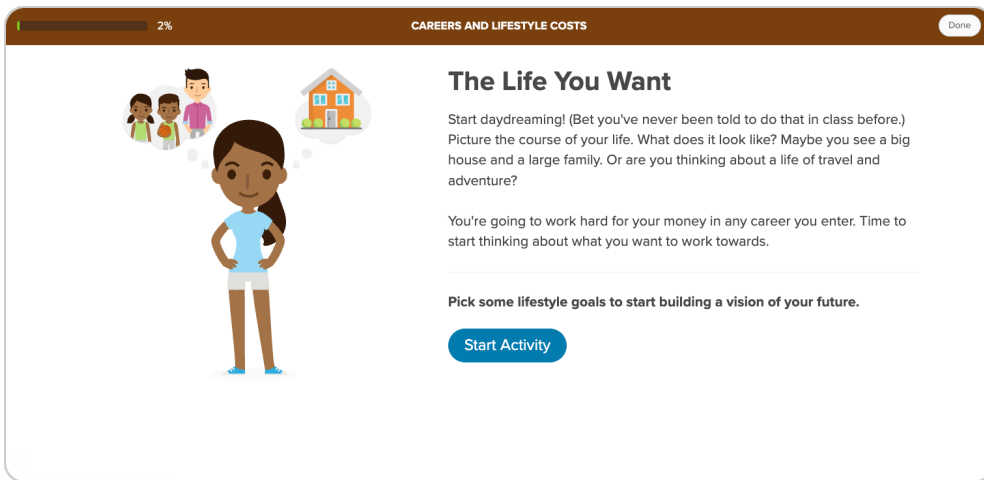 2%
CAREERS AND LIFESTYLE COSTS
Done
The Life You Want
Start daydreaming! (Bet you've never been told to do that in class before.)
Picture the course of your life. What does it look like? Maybe you see a big
house and a large family. Or are you thinking about a life of travel and
adventure?
You're going to work hard for your money in any career you enter. Time to
start thinking about what you want to work towards.
Pick some lifestyle goals to start building a vision of your future.
Start Activity